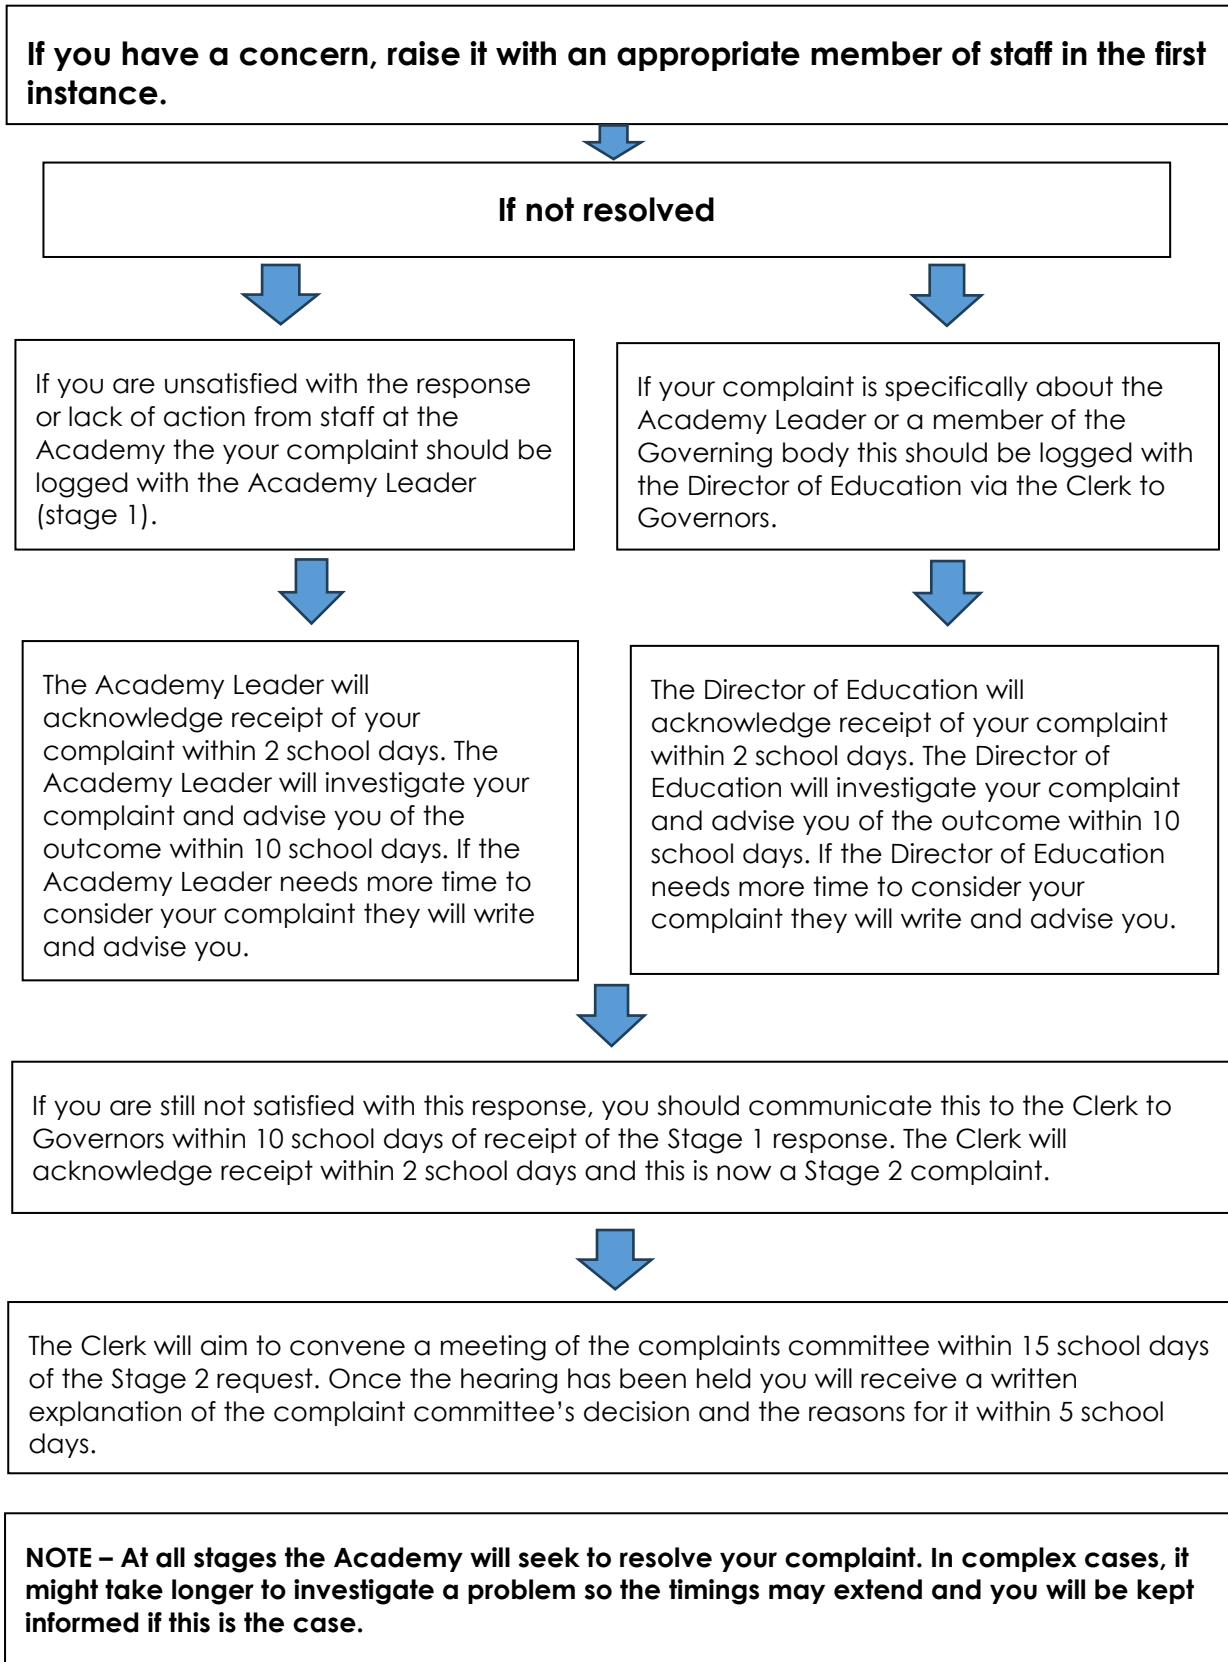 If you have a concern, raise it with an appropriate member of staff in the first
instance.
If not resolved
If you are unsatisfied with the response
or lack of action from staff at the
Academy the your complaint should be
logged with the Academy Leader
(stage 1).
If your complaint is specifically about the
Academy Leader or a member of the
Governing body this should be logged with
the Director of Education via the Clerk to
Governors.
The Academy Leader will
acknowledge receipt of your
complaint within 2 school days. The
Academy Leader will investigate your
complaint and advise you of the
outcome within 10 school days. If the
Academy Leader needs more time to
consider your complaint they will write
and advise you.
The Director of Education will
acknowledge receipt of your complaint
within 2 school days. The Director of
Education will investigate your complaint
and advise you of the outcome within 10
school days. If the Director of Education
needs more time to consider your
complaint they will write and advise you.
If you are still not satisfied with this response, you should communicate this to the Clerk to
Governors within 10 school days of receipt of the Stage 1 response. The Clerk will
acknowledge receipt within 2 school days and this is now a Stage 2 complaint.
The Clerk will aim to convene a meeting of the complaints committee within 15 school days
of the Stage 2 request. Once the hearing has been held you will receive a written
explanation of the complaint committee’s decision and the reasons for it within 5 school
days.
NOTE – At all stages the Academy will seek to resolve your complaint. In complex cases, it
might take longer to investigate a problem so the timings may extend and you will be kept
informed if this is the case.